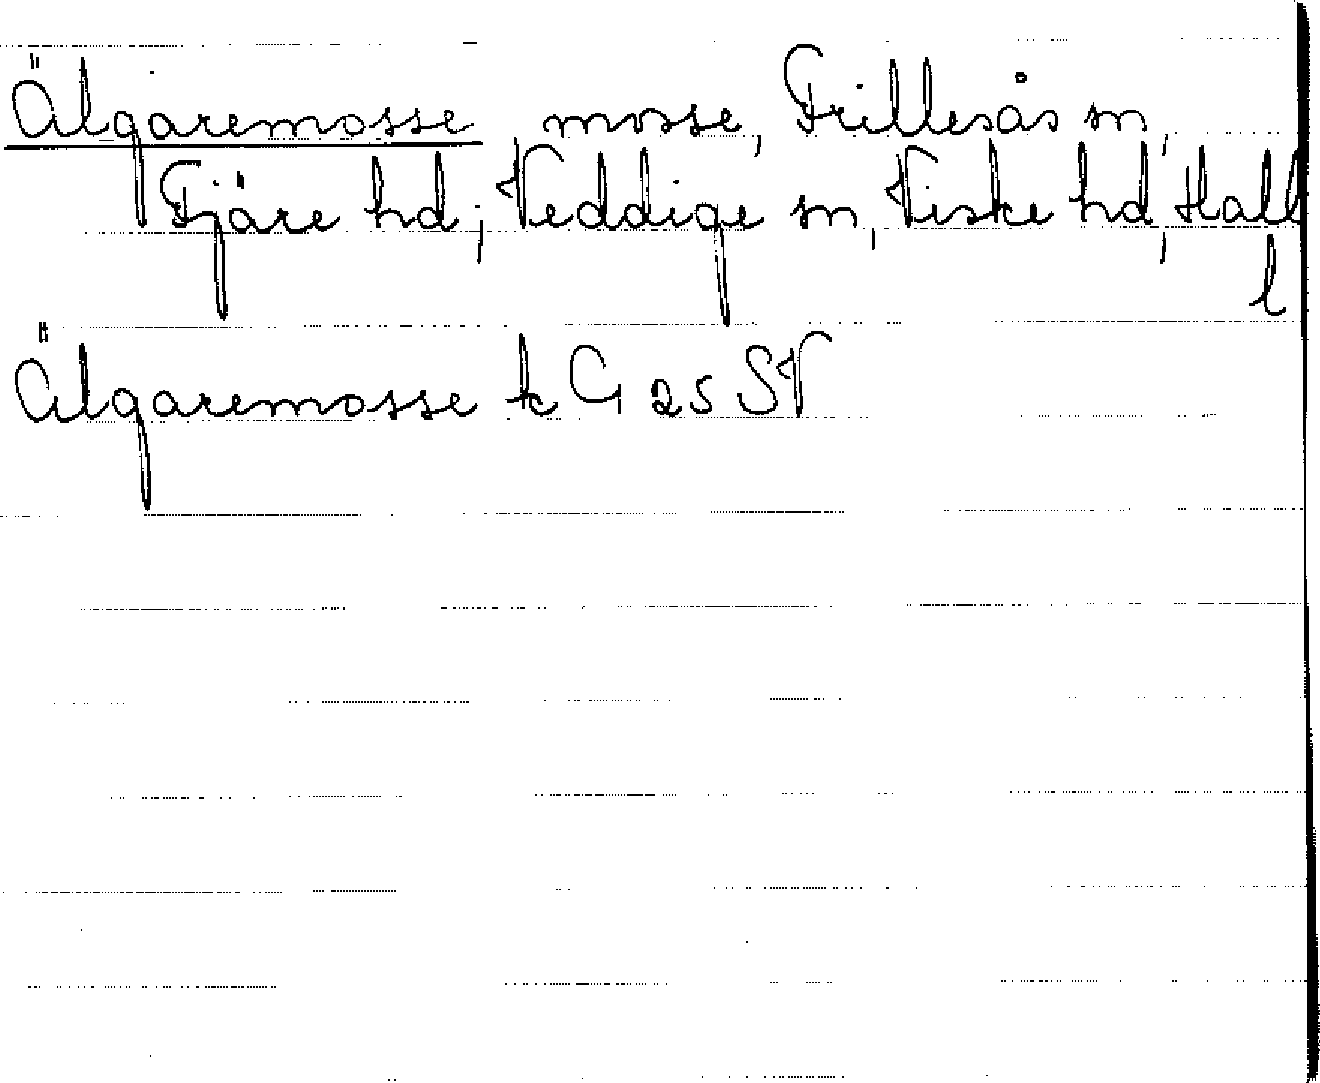 Älgaremosse mosse, Frillesås sn,
Fjäre hd; Veddige sn, Viske hd, Hall
l
Älgaremosse k G 25 SV